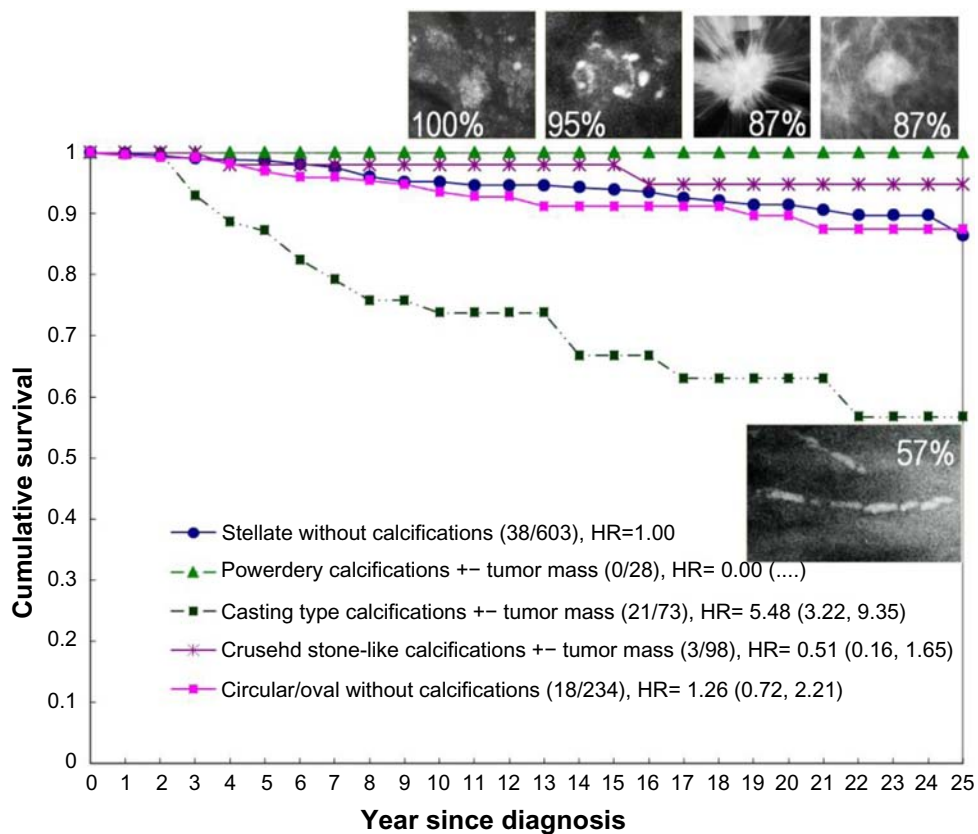 100%
95%
87%
87%
1
0.9
0.8
0.7
0.6
0.5
0.4
0.3
0.2
0.1
0
Cumulative survival
57%
Stellate without calcifications (38/603), HR=1.00
Powerdery calcifications +− tumor mass (0/28), HR= 0.00 (....)
Casting type calcifications +− tumor mass (21/73), HR= 5.48 (3.22, 9.35)
Crusehd stone-like calcifications +− tumor mass (3/98), HR= 0.51 (0.16, 1.65)
Circular/oval without calcifications (18/234), HR= 1.26 (0.72, 2.21)
0 1 2 3 4 5 6 7 8 9 10 11 12 13 14 15 16 17 18 19 20 21 22 23 24 25
Year since diagnosis